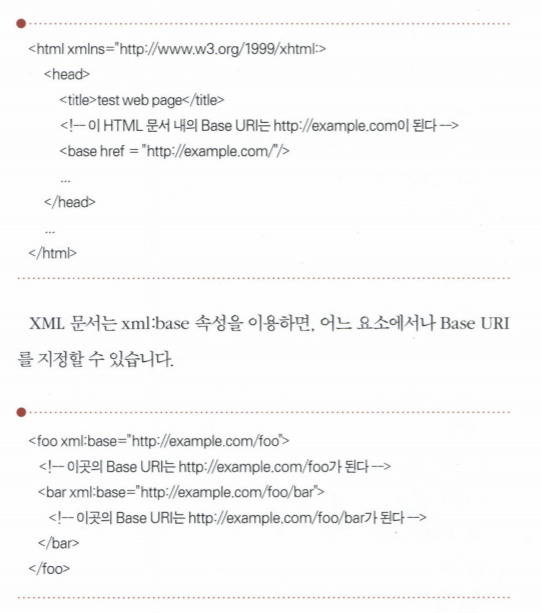 <html xmlns="http://www.w3.org/1999/xhtml:>
<head>
<title>test web page</title>
<!-- 이 HTML 문서 내의 Base URI는 http://example.com이 된다 -->
<base href = "http://example.com/"/>
...
</head>
...
</html>
XML 문서는 xml:base 속성을 이용하면, 어느 요소에서나 Base URI
를 지정할 수 있습니다.
<foo xml:base="http://example.com/foo">
<!-- 이곳의 Base URI는 http://example.com/foo가 된다 -->
<bar xml:base="http://example.com/foo/bar">
<!-- 이곳의 Base URI는 http://example.com/foo/bar가 된다 -->
</bar>
</foo>